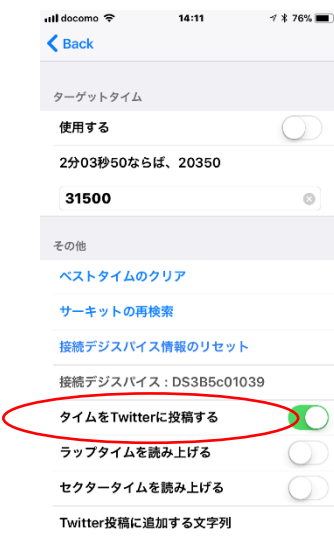 docomo 14:11 76%
Back
ターゲットタイム
使用する
2分03秒50ならば、20350
31500
その他
ベストタイムのクリア
サーキットの再検索
接続デジスパイス情報のリセット
接続デジスパイス : DS3B5c01039
タイムをTwitterに投稿する
ラップタイムを読み上げる
セクタータイムを読み上げる
Twitter投稿に追加する文字列